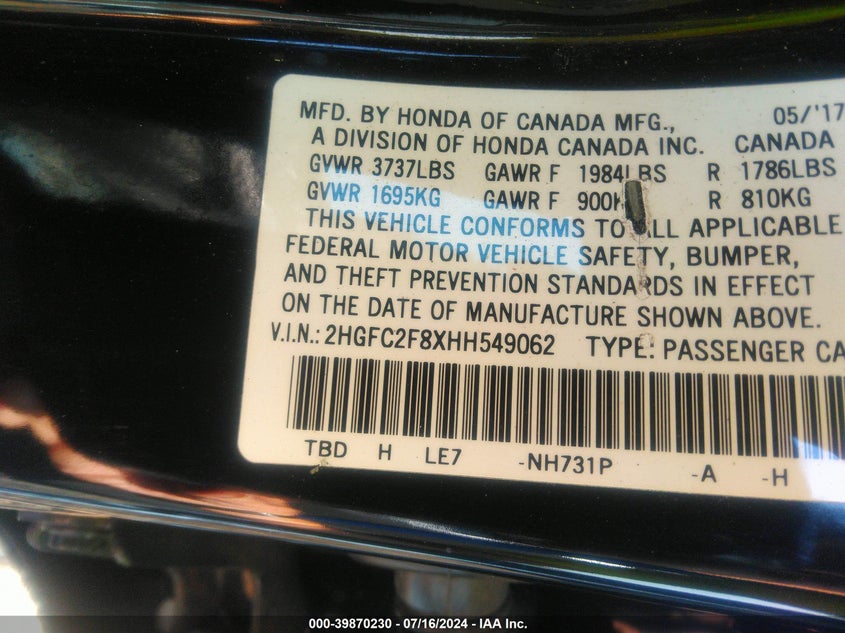 MFD. BY HONDA OF CANADA MFG., 05/'17
A DIVISION OF HONDA CANADA INC. CANADA
GVWR 3737LBS GAWR F 1984LBS R 1786LBS
GVWR 1695KG GAWR F 900K R 810KG
THIS VEHICLE CONFORMS TO ALL APPLICABLE
FEDERAL MOTOR VEHICLE SAFETY, BUMPER,
AND THEFT PREVENTION STANDARDS IN EFFECT
ON THE DATE OF MANUFACTURE SHOWN ABOVE.
V.I.N.: 2HGFC2F8XHH549062 TYPE: PASSENGER CA
TBD H LE7 -NH731P -A -H
000-39870230 - 07/16/2024 - IAA Inc.